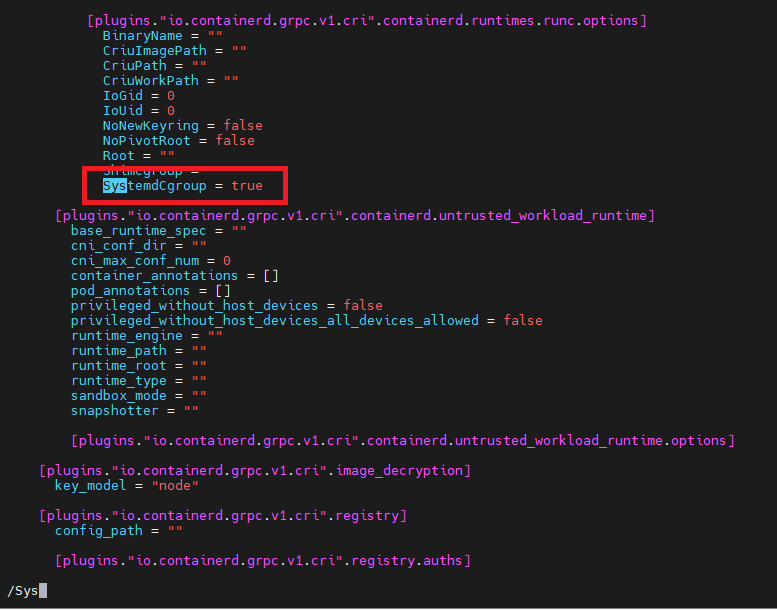 [plugins."io.containerd.grpc.v1.cri".containerd.runtimes.runc.options]
BinaryName = ""
CriuImagePath = ""
CriuPath = ""
CriuWorkPath = ""
IoGid = 0
IoUid = 0
NoNewKeyring = false
NoPivotRoot = false
Root = ""
ShimCgroup =
SystemdCgroup = true
[plugins."io.containerd.grpc.v1.cri".containerd.untrusted_workload_runtime]
base_runtime_spec = ""
cni_conf_dir = ""
cni_max_conf_num = 0
container_annotations = []
pod_annotations = []
privileged_without_host_devices = false
privileged_without_host_devices_all_devices_allowed = false
runtime_engine = ""
runtime_path = ""
runtime_root = ""
runtime_type = ""
sandbox_mode = ""
snapshotter = ""
[plugins."io.containerd.grpc.v1.cri".containerd.untrusted_workload_runtime.options]
[plugins."io.containerd.grpc.v1.cri".image_decryption]
key_model = "node"
[plugins."io.containerd.grpc.v1.cri".registry]
config_path = ""
[plugins."io.containerd.grpc.v1.cri".registry.auths]
/Sys